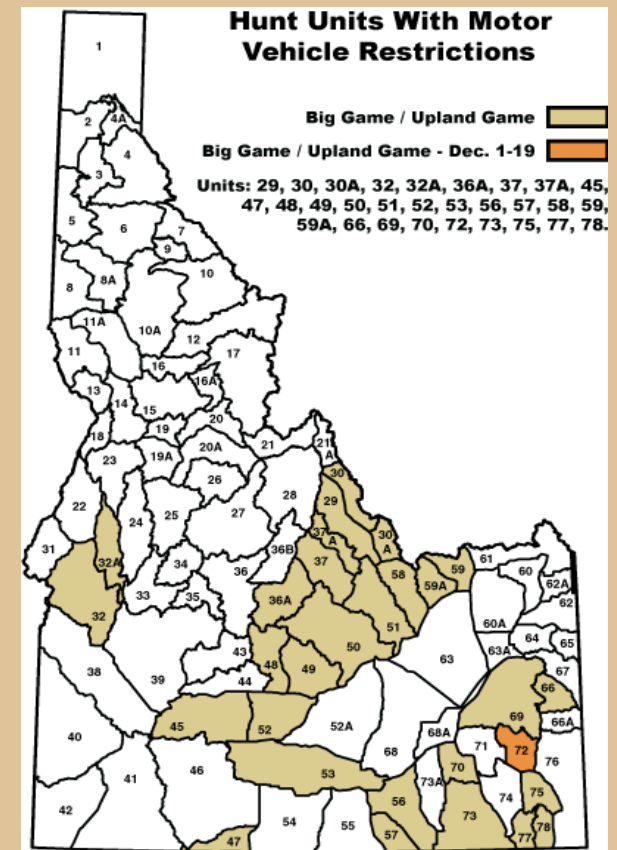 Hunt Units With Motor
Vehicle Restrictions
Big Game / Upland Game
Big Game / Upland Game - Dec. 1-19
Units: 29, 30, 30A, 32, 32A, 36A, 37, 37A, 45,
47, 48, 49, 50, 51, 52, 53, 56, 57, 58, 59,
59A, 66, 69, 70, 72, 73, 75, 77, 78.
1
2
4A
4
3
5
6
7
9
8
8A
10
11A
10A
12
11
16
17
13
16A
14
15
20
18
19
21
21
A
23
19A
20A
30
26
28
29
22
24
25
27
37
A
30
A
31
32A
34
36B
37
36
58
59A
59
61
60
62A
62
33
35
36A
32
51
60A
64
65
43
50
63
63A
38
48
49
67
39
44
66
45
52
52A
69
66A
40
68A
71
72
76
41
46
53
68
73A
70
42
56
74
75
47
54
55
57
73
77
78